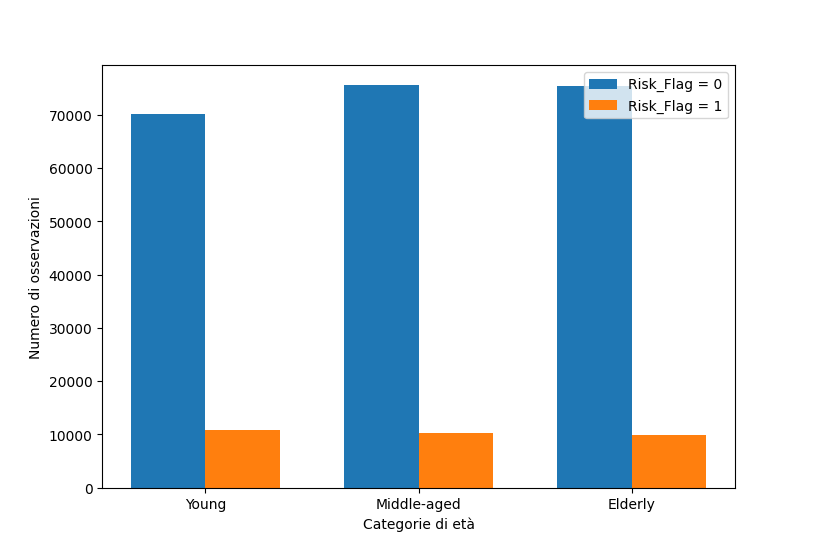 Risk_Flag = 0
Risk_Flag = 1
70000
60000
50000
40000
30000
20000
10000
0
Numero di osservazioni
Young Middle-aged Elderly
Categorie di età